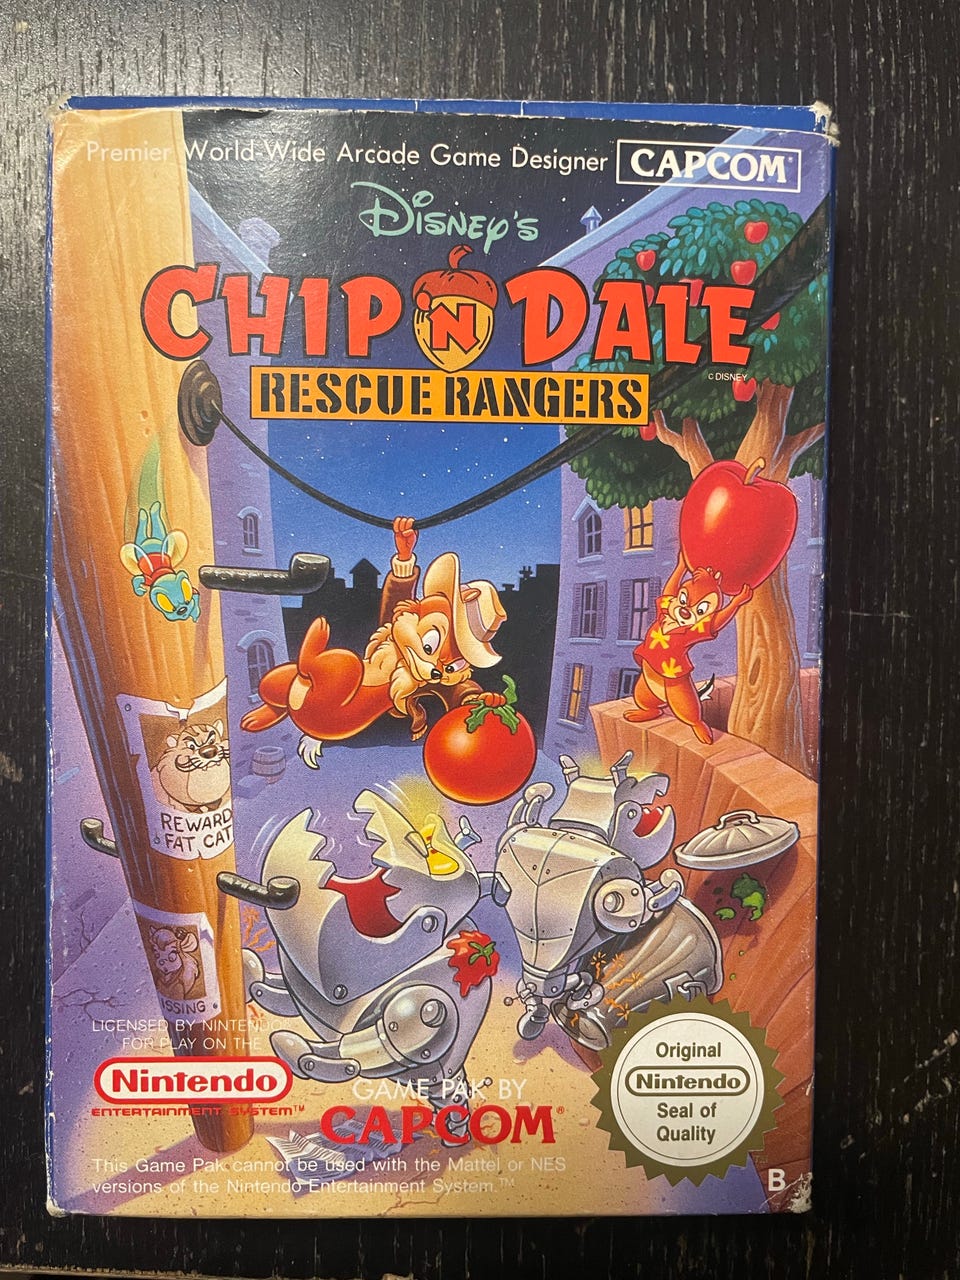 Premier World-Wide Arcade Game Designer CAPCOM®
DISNEY'S
CHIP 'N DALE
© DISNEY
RESCUE RANGERS
REWARD
FAT CAT
ISSING
LICENSED BY NINTENDO®
FOR PLAY ON THE
Nintendo®
ENTERTAINMENT SYSTEM™
GAME PAK BY
CAPCOM®
This Game Pak cannot be used with the Mattel or NES
versions of the Nintendo Entertainment System.™
Original
Nintendo®
Seal of
Quality
TM
B